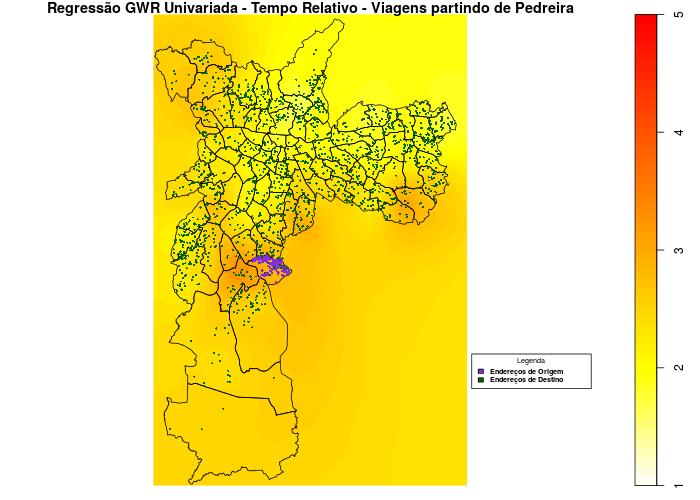 Regressão GWR Univariada - Tempo Relativo - Viagens partindo de Pedreira
5
4
3
2
1
Legenda
Endereços de Origem
Endereços de Destino